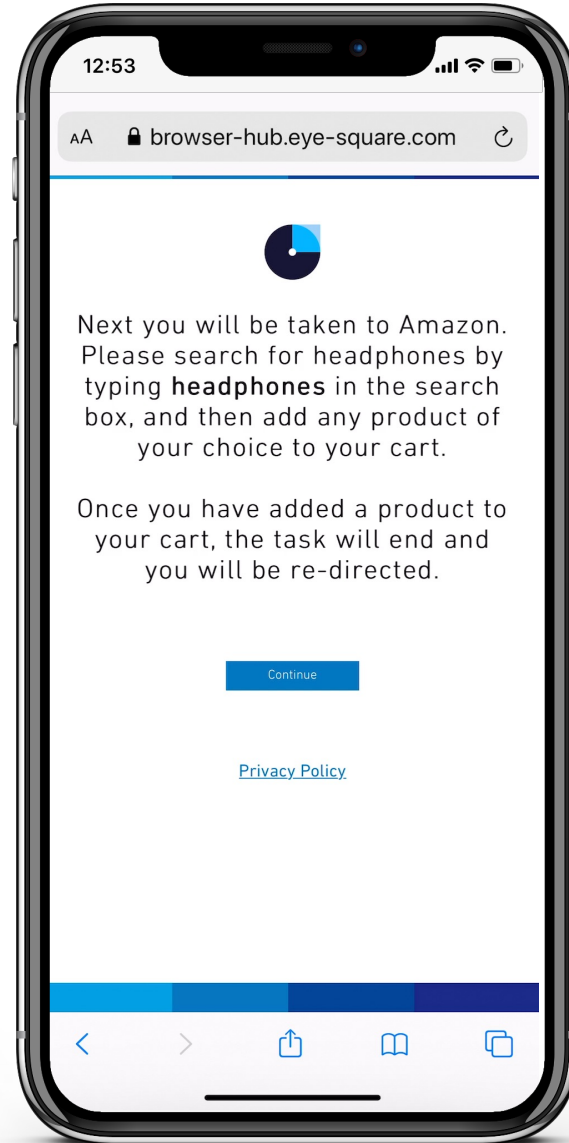 12:53
AA browser-hub.eye-square.com
Next you will be taken to Amazon.
Please search for headphones by
typing headphones in the search
box, and then add any product of
your choice to your cart.
Once you have added a product to
your cart, the task will end and
you will be re-directed.
Continue
Privacy Policy